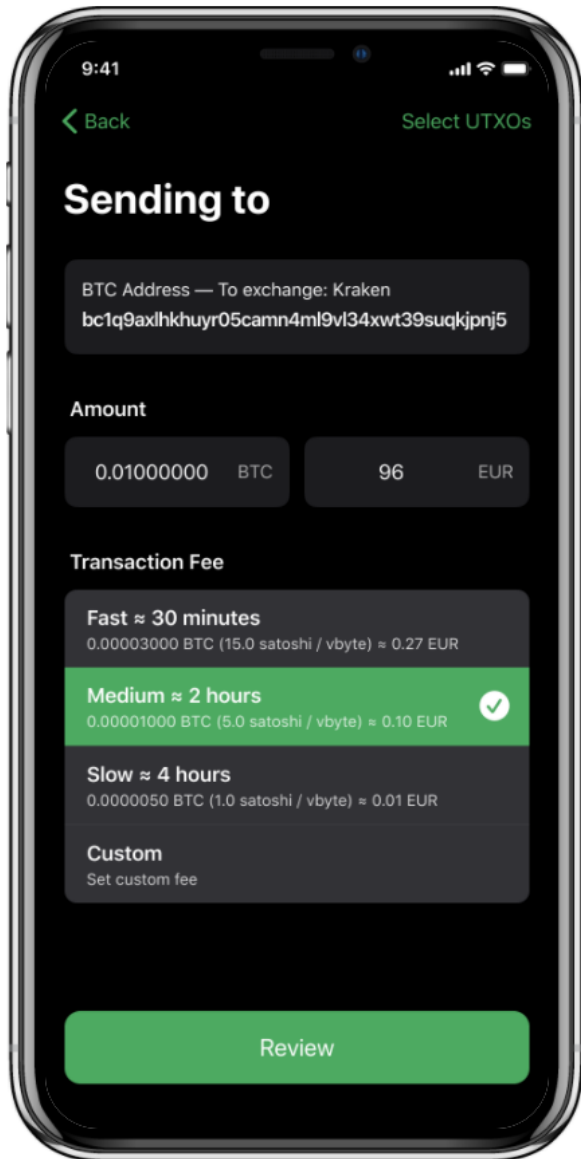 9:41
Back
Select UTXOs
Sending to
BTC Address — To exchange: Kraken
bc1q9axlhkhuyr05camn4ml9vl34xwt39suqkjpnj5
Amount
0.01000000 BTC
96 EUR
Transaction Fee
Fast ≈ 30 minutes
0.00003000 BTC (15.0 satoshi / vbyte) ≈ 0.27 EUR
Medium ≈ 2 hours
0.00001000 BTC (5.0 satoshi / vbyte) ≈ 0.10 EUR
Slow ≈ 4 hours
0.0000050 BTC (1.0 satoshi / vbyte) ≈ 0.01 EUR
Custom
Set custom fee
Review